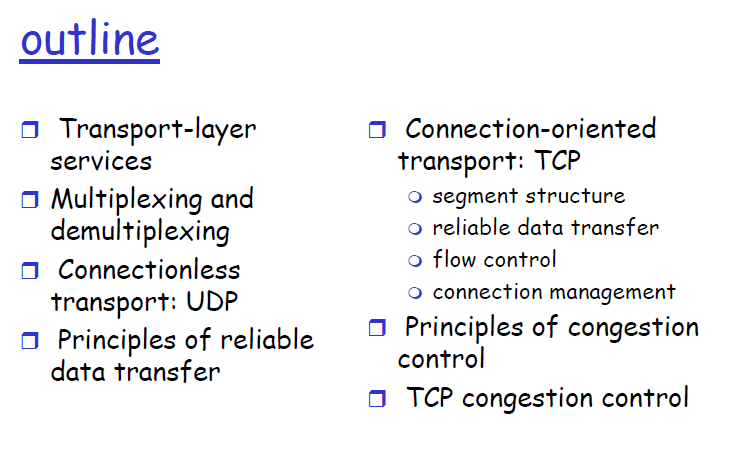 outline
Transport-layer
services
Multiplexing and
demultiplexing
Connectionless
transport: UDP
Principles of reliable
data transfer
Connection-oriented
transport: TCP
segment structure
reliable data transfer
flow control
connection management
Principles of congestion
control
TCP congestion control